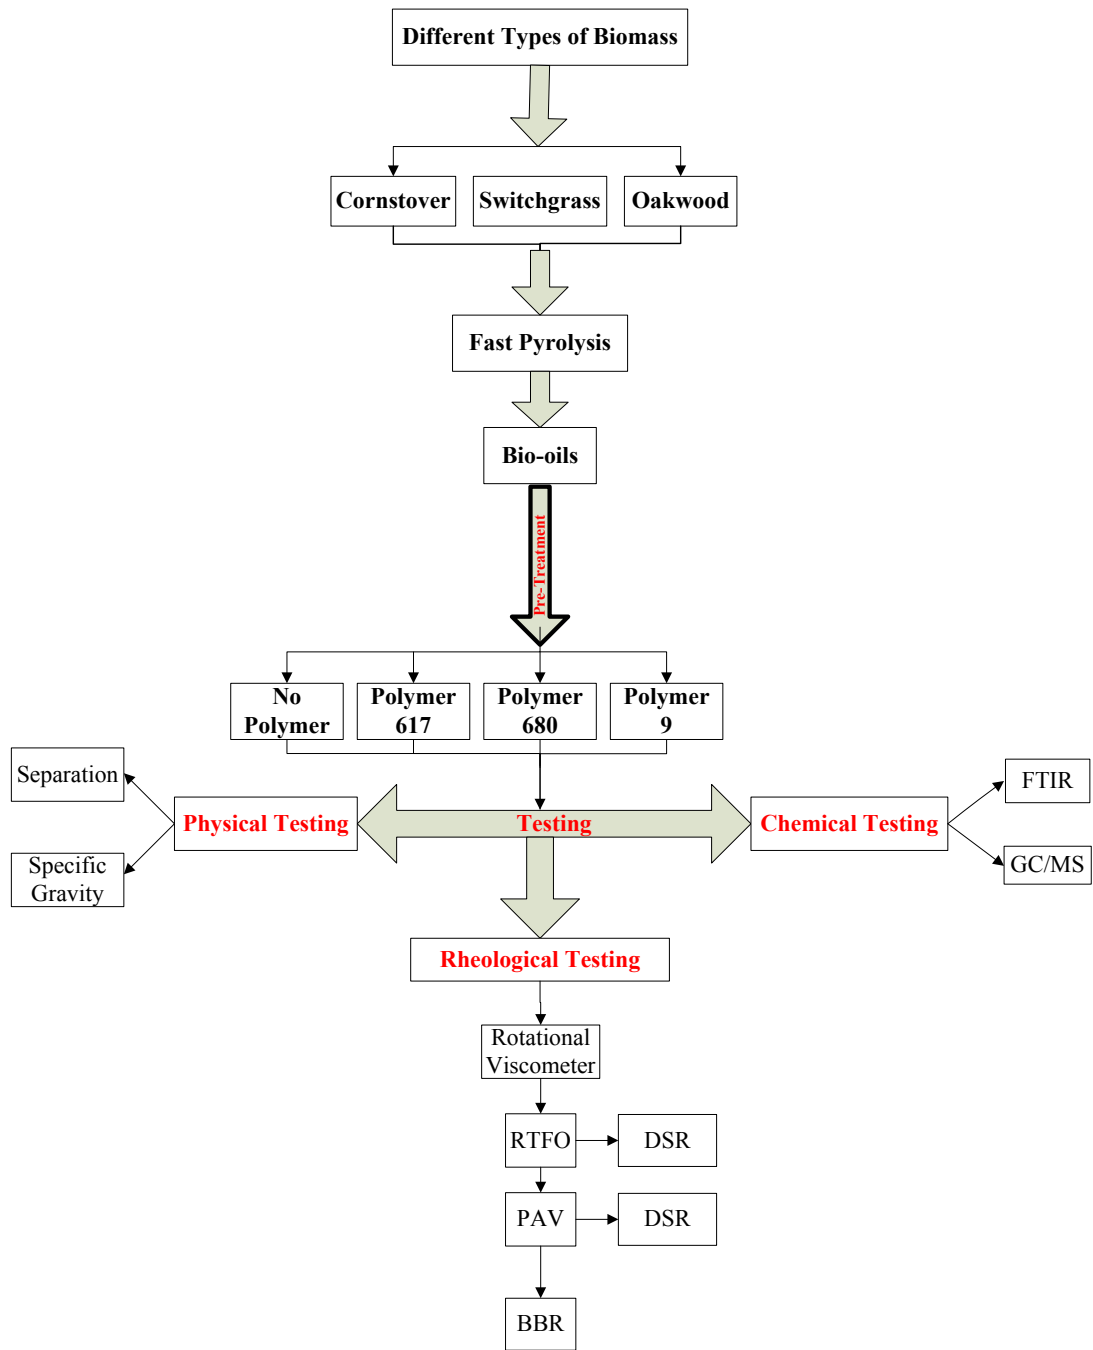 Different Types of Biomass
Cornstover
Switchgrass
Oakwood
Fast Pyrolysis
Bio-oils
Pre-Treatment
No
Polymer
Polymer
617
Polymer
680
Polymer
9
Separation
Specific
Gravity
Physical Testing
Testing
Chemical Testing
FTIR
GC/MS
Rheological Testing
Rotational
Viscometer
RTFO
DSR
PAV
DSR
BBR